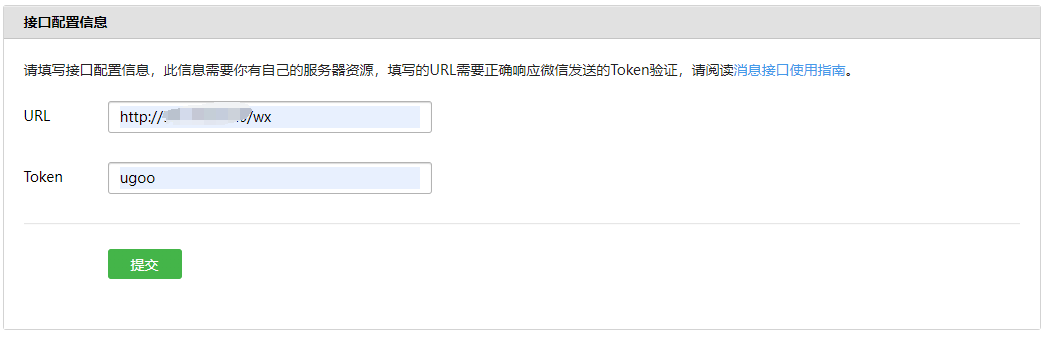 接口配置信息
请填写接口配置信息，此信息需要你有自己的服务器资源，填写的URL需要正确响应微信发送的Token验证，请阅读消息接口使用指南。
URL http:// /wx
Token ugoo
提交